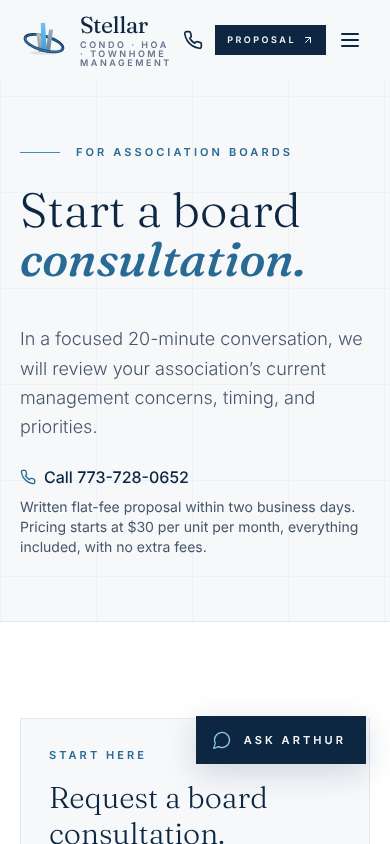 Stellar
CONDO · HOA
· TOWNHOME
MANAGEMENT
PROPOSAL
FOR ASSOCIATION BOARDS
Start a board
consultation.
In a focused 20-minute conversation, we
will review your association’s current
management concerns, timing, and
priorities.
Call 773-728-0652
Written flat-fee proposal within two business days.
Pricing starts at $30 per unit per month, everything
included, with no extra fees.
ASK ARTHUR
START HERE
Request a board
consultation.